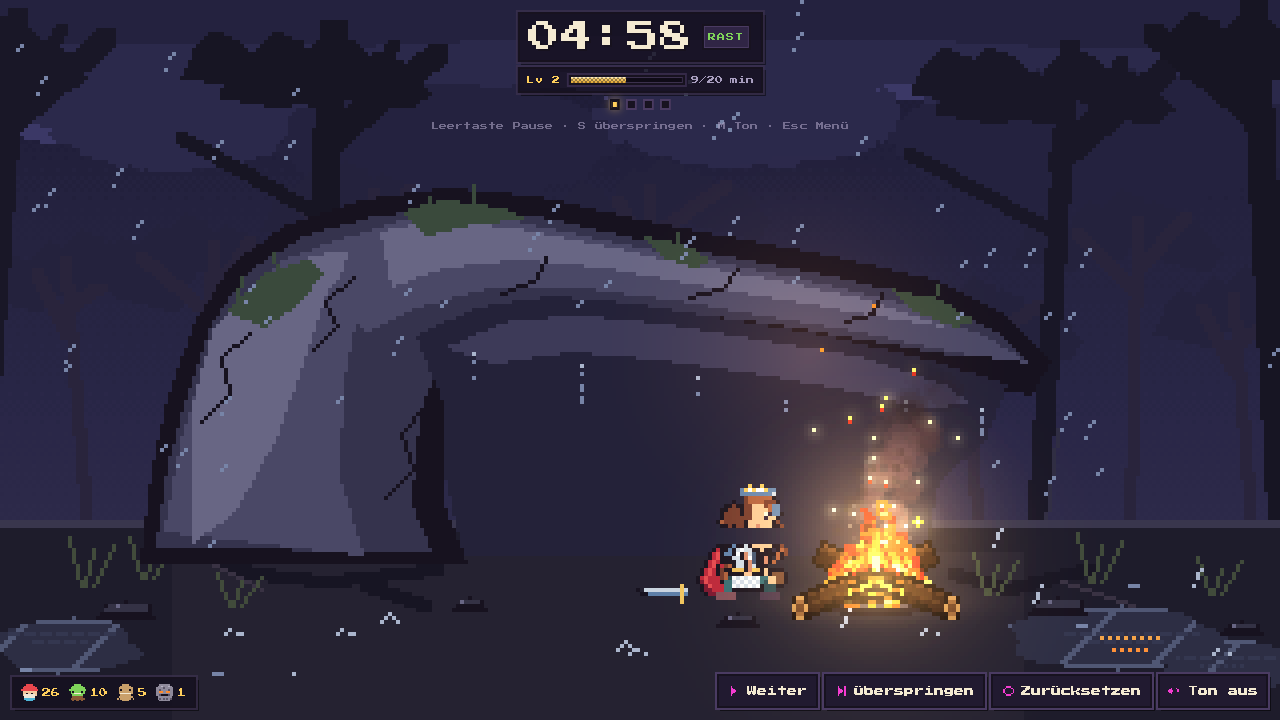 04:58 RAST
Lv 2 9/20 min
Leertaste Pause · S überspringen · M Ton · Esc Menü
26 10 5 1
Weiter überspringen Zurücksetzen Ton aus